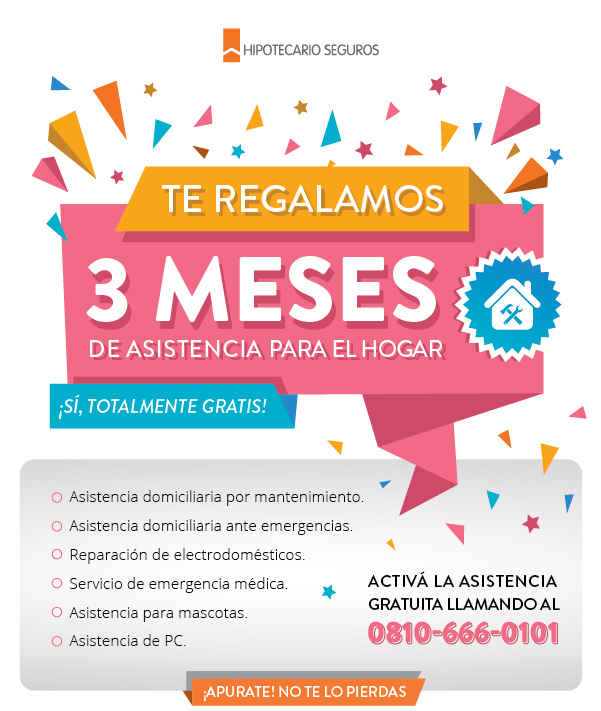 HIPOTECARIO SEGUROS
TE REGALAMOS
3 MESES
DE ASISTENCIA PARA EL HOGAR
¡SÍ, TOTALMENTE GRATIS!
Asistencia domiciliaria por mantenimiento.
Asistencia domiciliaria ante emergencias.
Reparación de electrodomésticos.
Servicio de emergencia médica.
Asistencia para mascotas.
Asistencia de PC.
ACTIVÁ LA ASISTENCIA
GRATUITA LLAMANDO AL
0810-666-0101
¡APURATE! NO TE LO PIERDAS